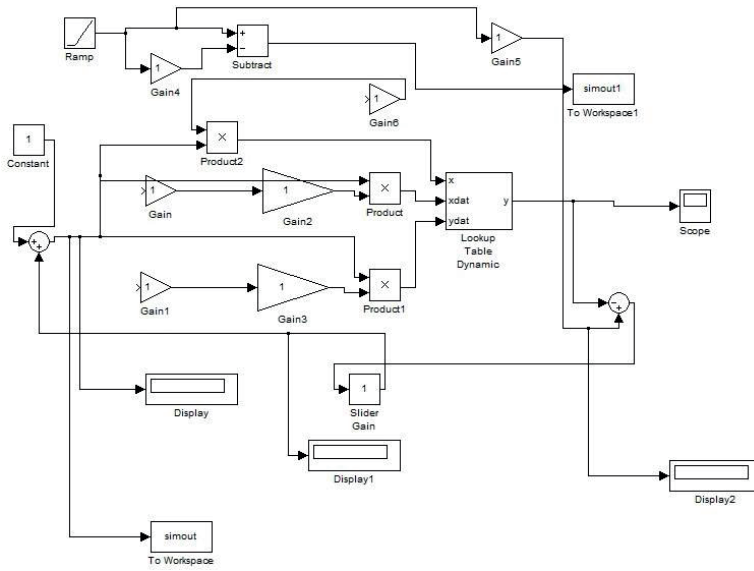 Ramp
1
Gain4
+
−
Subtract
1
Gain5
simout1
To Workspace1
1
Gain6
1
Constant
×
Product2
1
Gain
1
Gain2
×
Product
x
xdat
ydat
y
Lookup
Table
Dynamic
Scope
+
+
1
Gain1
1
Gain3
×
Product1
−
+
Display
1
Slider
Gain
Display1
Display2
simout
To Workspace